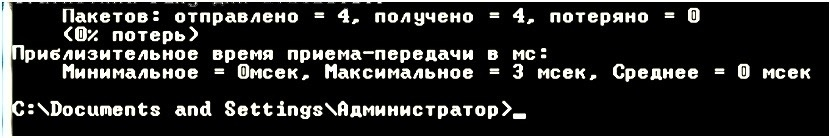 Пакетов: отправлено = 4, получено = 4, потеряно = 0
(0% потерь)
Приблизительное время приема-передачи в мс:
Минимальное = 0мсек, Максимальное = 3 мсек, Среднее = 0 мсек
C:\Documents and Settings\Администратор>_